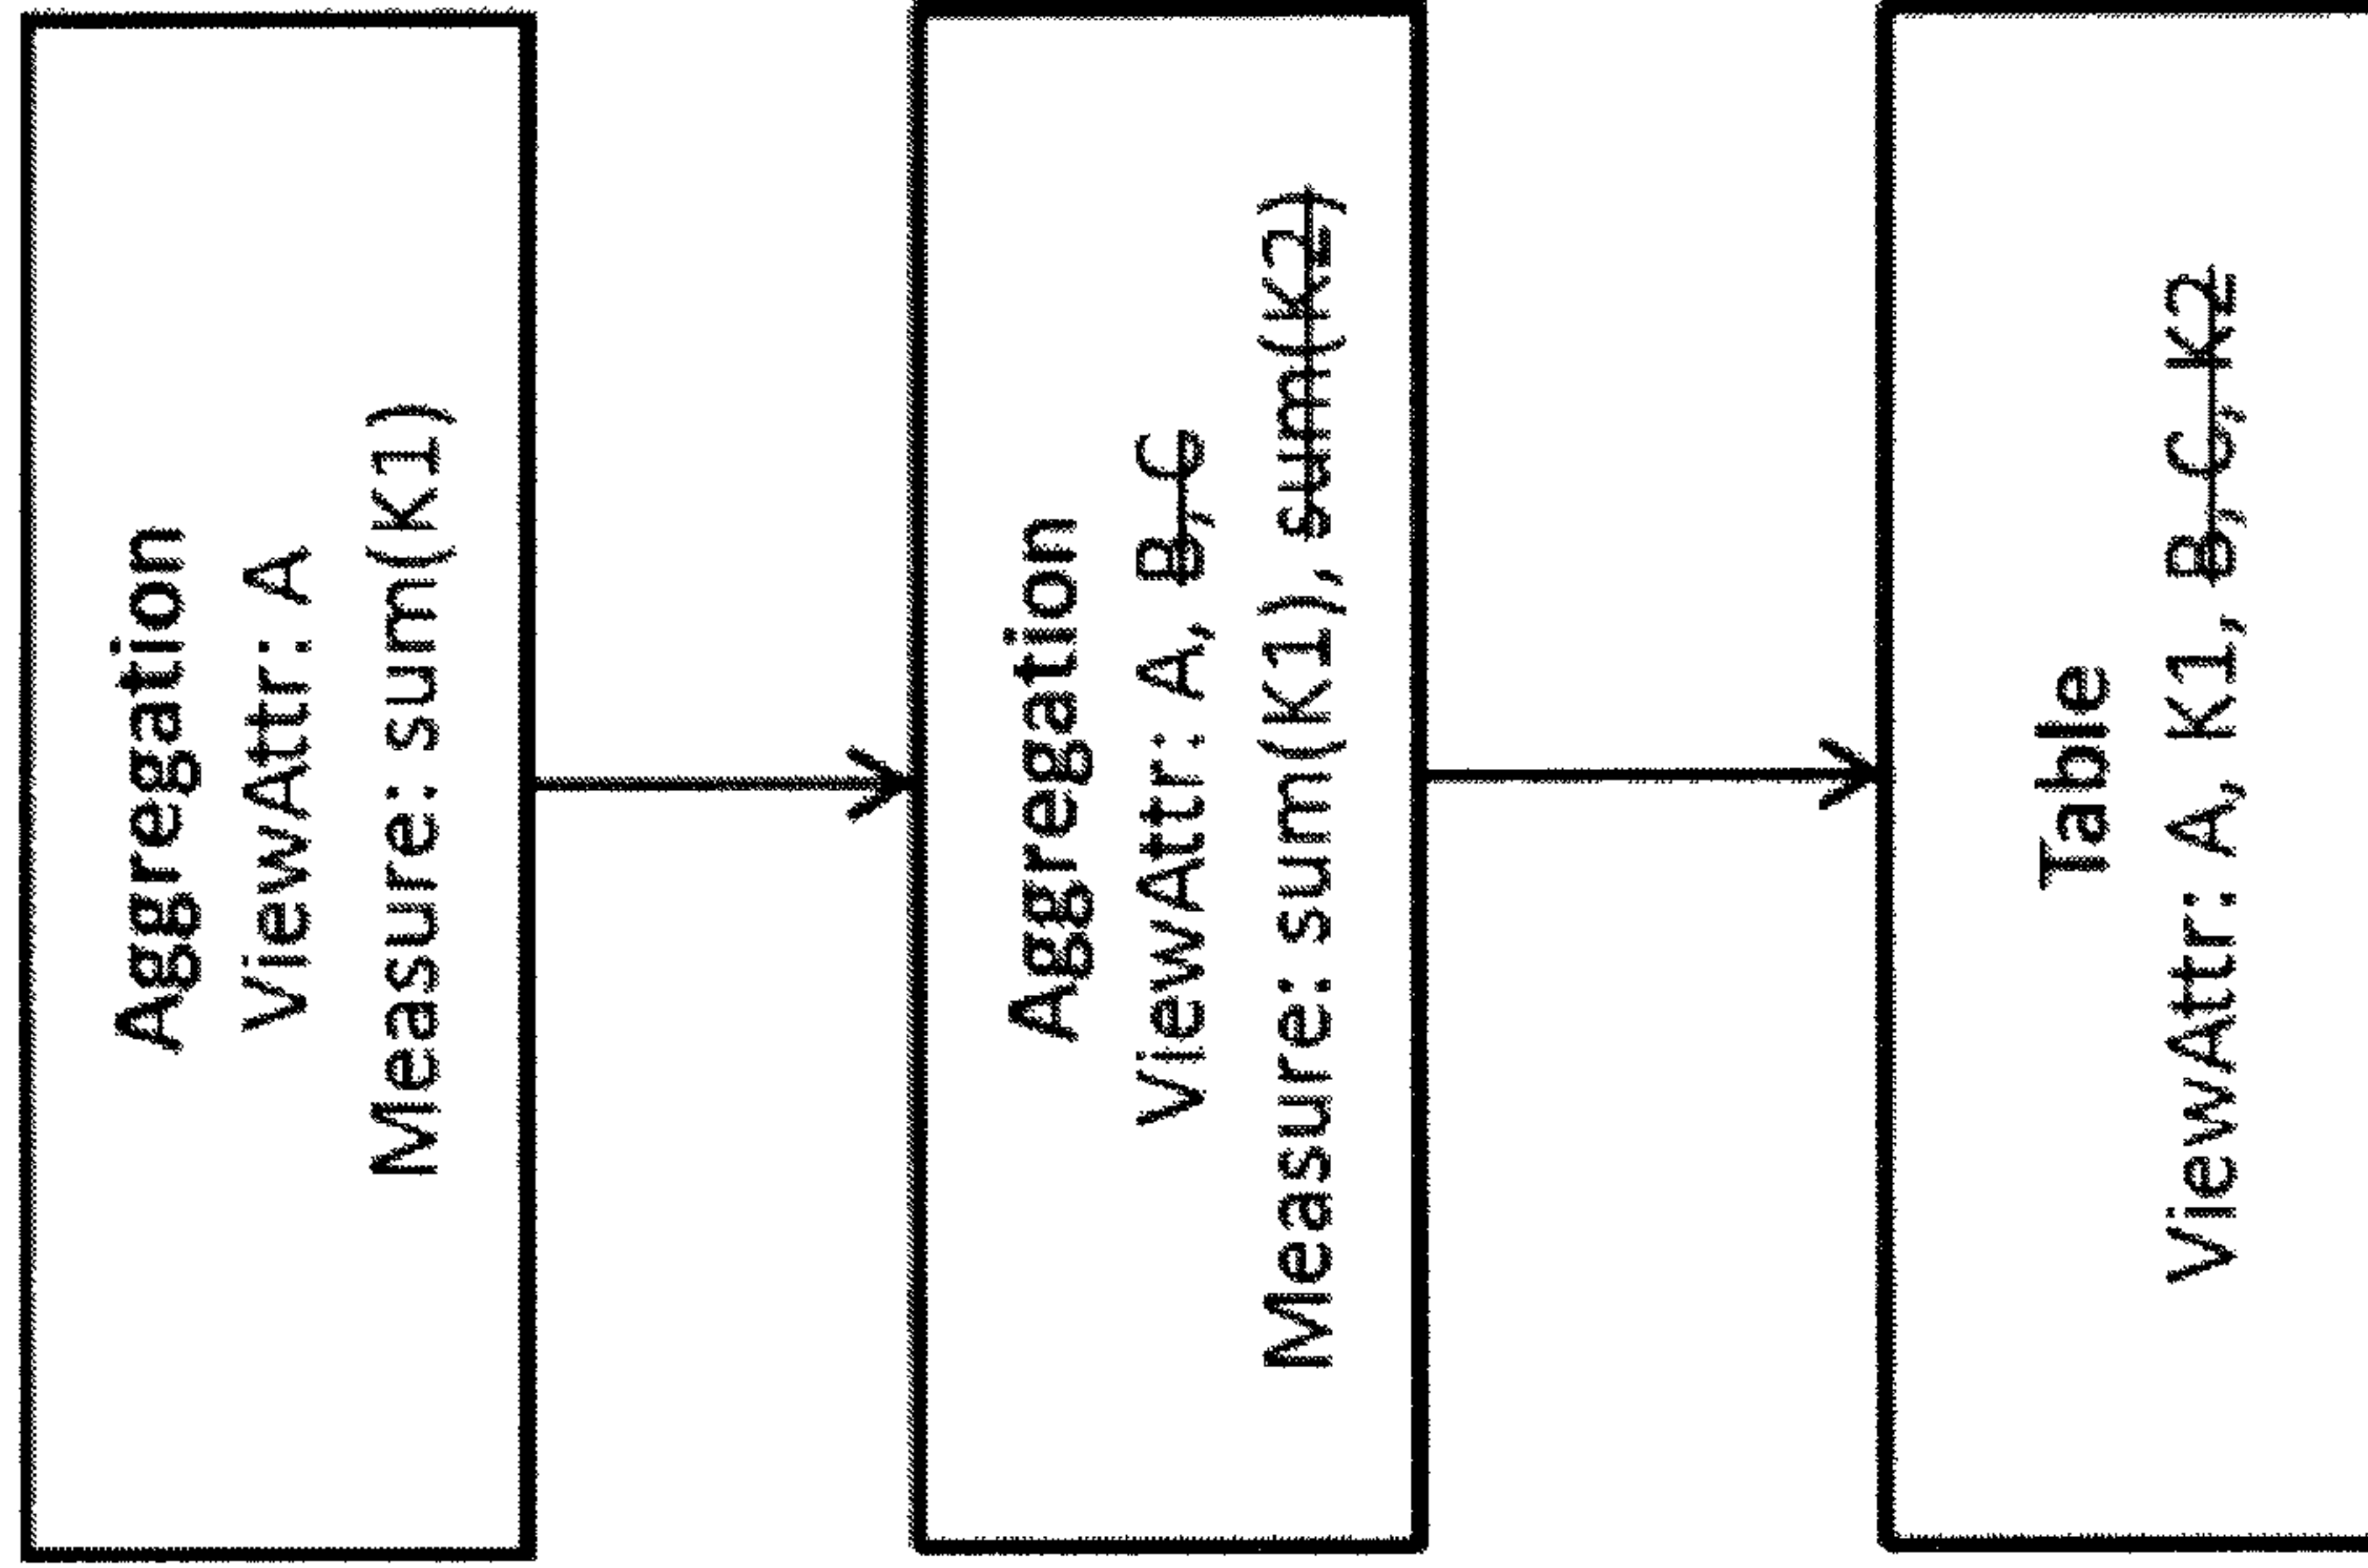 Aggregation
ViewAttr: A
Measure: sum(K1)
Aggregation
ViewAttr: A, B, C
Measure: sum(K1), sum(K2)
Table
ViewAttr: A, K1, B, C, K2